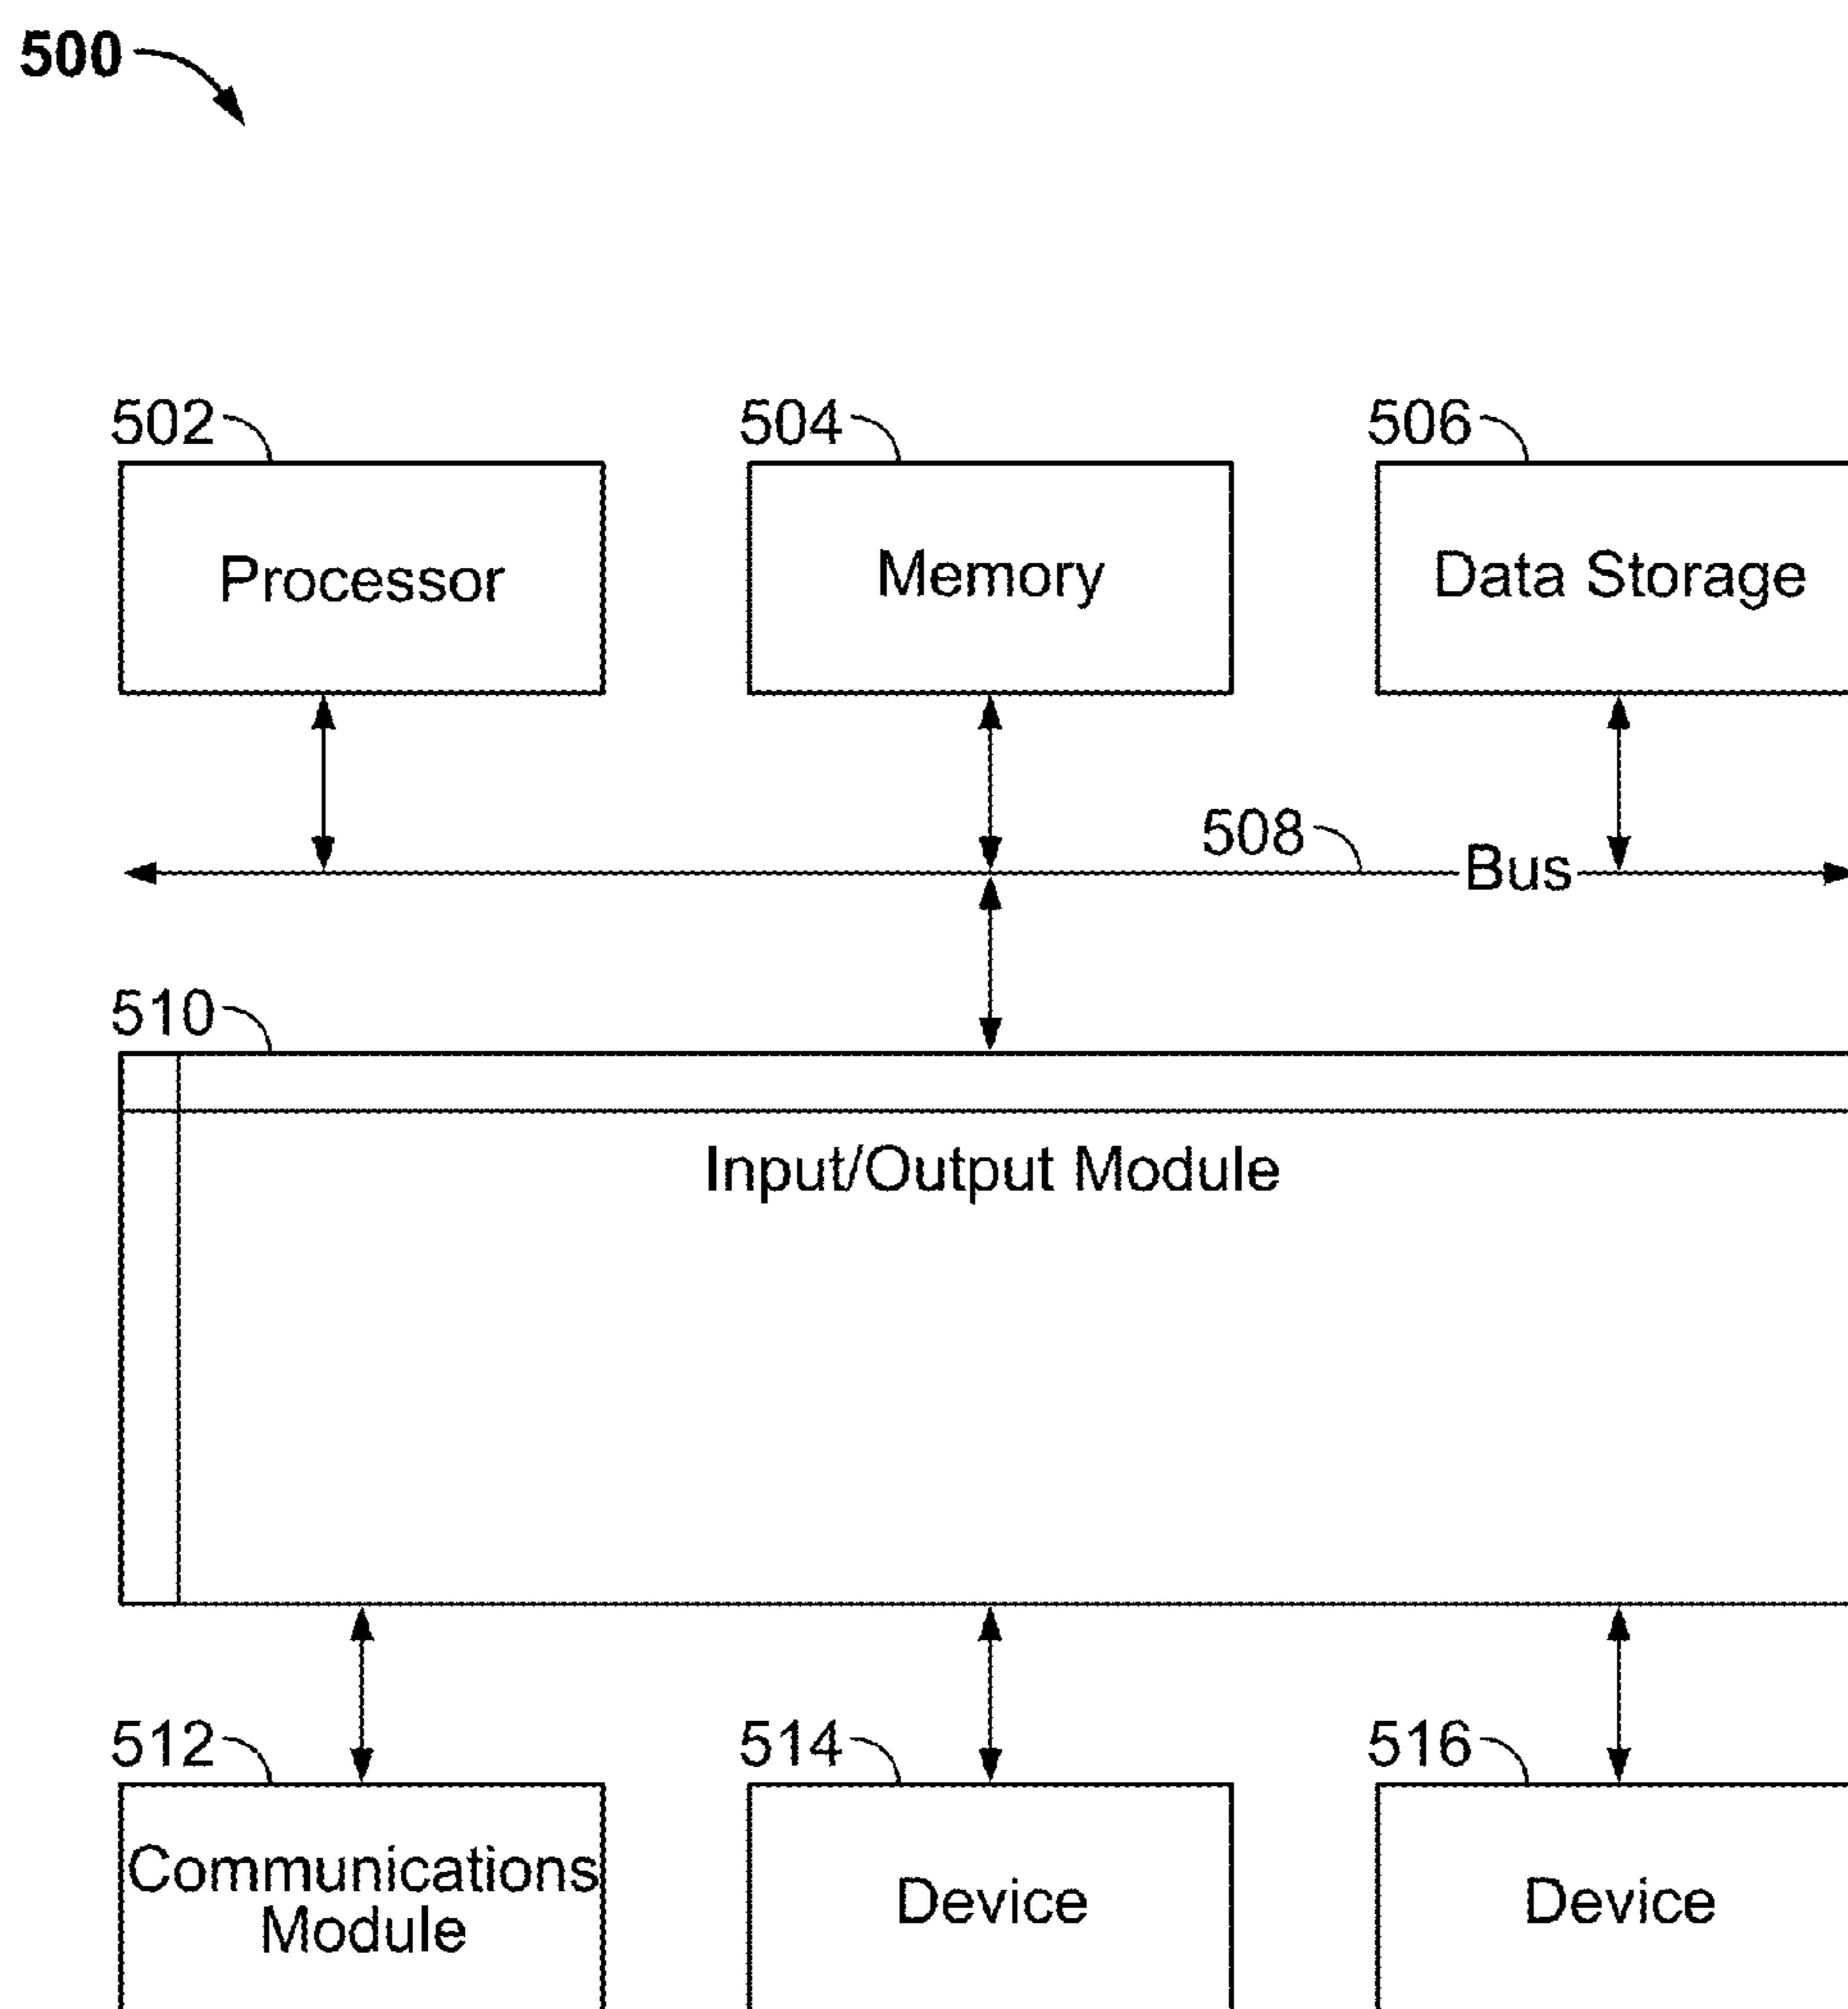 500
502
504
506
Processor
Memory
Data Storage
508
Bus
510
Input/Output Module
512
514
516
Communications
Module
Device
Device